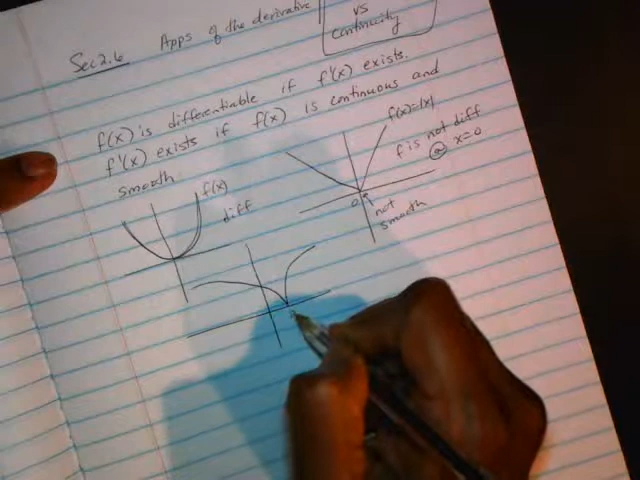 Sec 2.6
Apps of the derivative
vs
Continuity
f(x) is differentiable if f'(x) exists.
f'(x) exists if f(x) is continuous and
smooth
f(x)
diff
f(x)=|x|
f is not diff
@ x=0
0
not
smooth